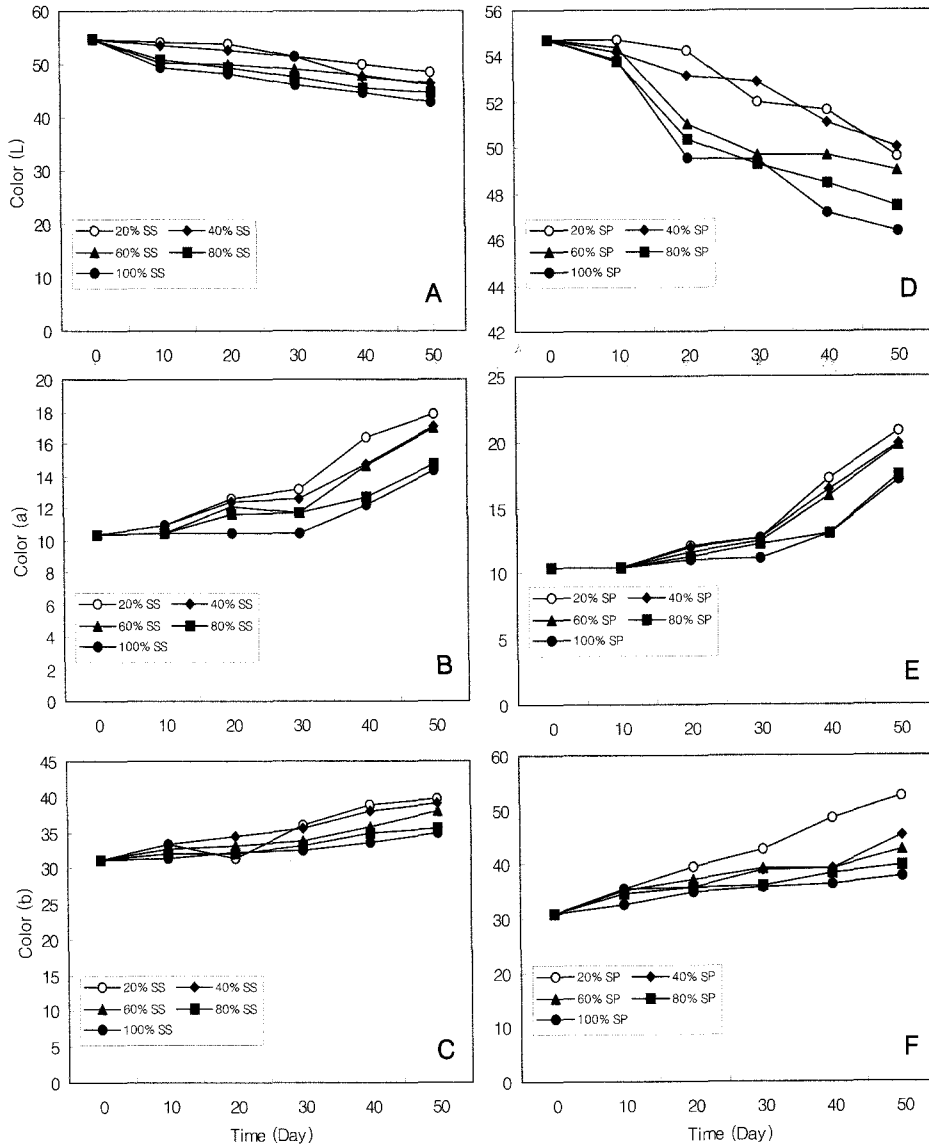 60
50
40
30
20
10
0
Color (L)
20% SS 40% SS
60% SS 80% SS
100% SS
A
0 10 20 30 40 50
56
54
52
50
48
46
44
42
20% SP 40% SP
60% SP 80% SP
100% SP
D
0 10 20 30 40 50
20
18
16
14
12
10
8
6
4
2
0
Color (a)
20% SS 40% SS
60% SS 80% SS
100% SS
B
0 10 20 30 40 50
25
20
15
10
5
0
20% SP 40% SP
60% SP 80% SP
100% SP
E
0 10 20 30 40 50
45
40
35
30
25
20
15
10
5
0
Color (b)
20% SS 40% SS
60% SS 80% SS
100% SS
C
0 10 20 30 40 50
Time (Day)
60
50
40
30
20
10
0
20% SP 40% SP
60% SP 80% SP
100% SP
F
0 10 20 30 40 50
Time (Day)